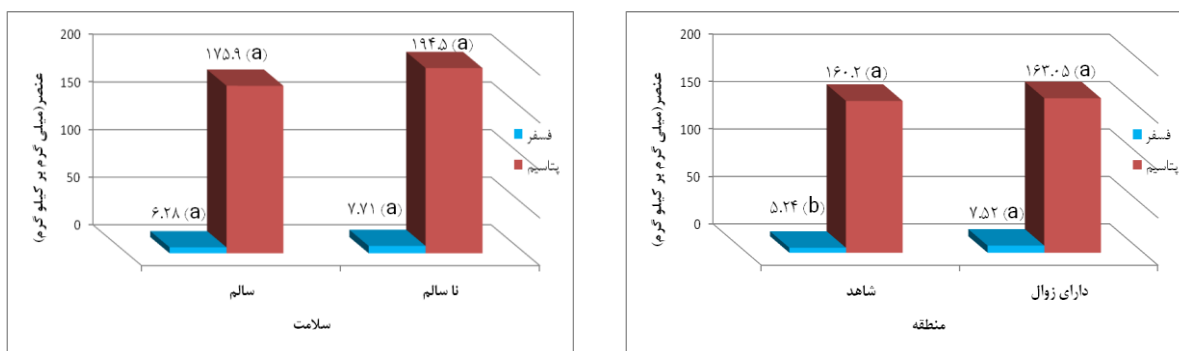 عنصر(میلی گرم بر کیلو گرم)
200
150
100
50
0
۱۷۵.۹ (a)
۱۹۴.۵ (a)
۶.۲۸ (a)
۷.۷۱ (a)
فسفر
پتاسیم
سالم
نا سالم
سلامت
عنصر(میلی گرم بر کیلو گرم)
200
150
100
50
0
۱۶۰.۲ (a)
۱۶۳.۰۵ (a)
۵.۲۴ (b)
۷.۵۲ (a)
فسفر
پتاسیم
شاهد
دارای زوال
منطقه